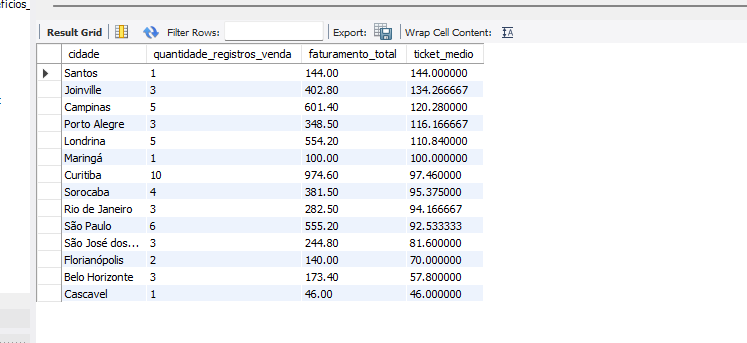 efícios_
Result Grid Filter Rows: Export: Wrap Cell Content:
cidade quantidade_registros_venda faturamento_total ticket_medio
Santos 1 144.00 144.000000
Joinville 3 402.80 134.266667
Campinas 5 601.40 120.280000
Porto Alegre 3 348.50 116.166667
Londrina 5 554.20 110.840000
Maringá 1 100.00 100.000000
Curitiba 10 974.60 97.460000
Sorocaba 4 381.50 95.375000
Rio de Janeiro 3 282.50 94.166667
São Paulo 6 555.20 92.533333
São José dos... 3 244.80 81.600000
Florianópolis 2 140.00 70.000000
Belo Horizonte 3 173.40 57.800000
Cascavel 1 46.00 46.000000